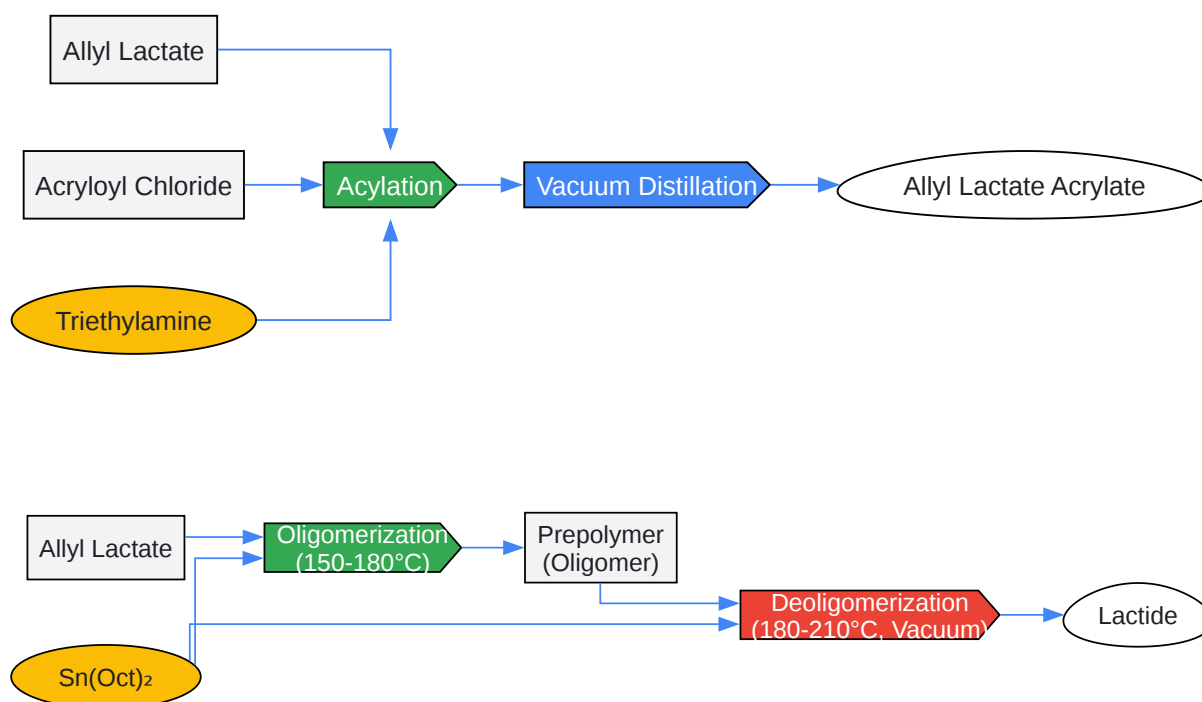 Allyl Lactate
Acryloyl Chloride
Acylation
Vacuum Distillation
Allyl Lactate Acrylate
Triethylamine
Allyl Lactate
Oligomerization
(150-180°C)
Prepolymer
(Oligomer)
Deoligomerization
(180-210°C, Vacuum)
Lactide
Sn(Oct)₂